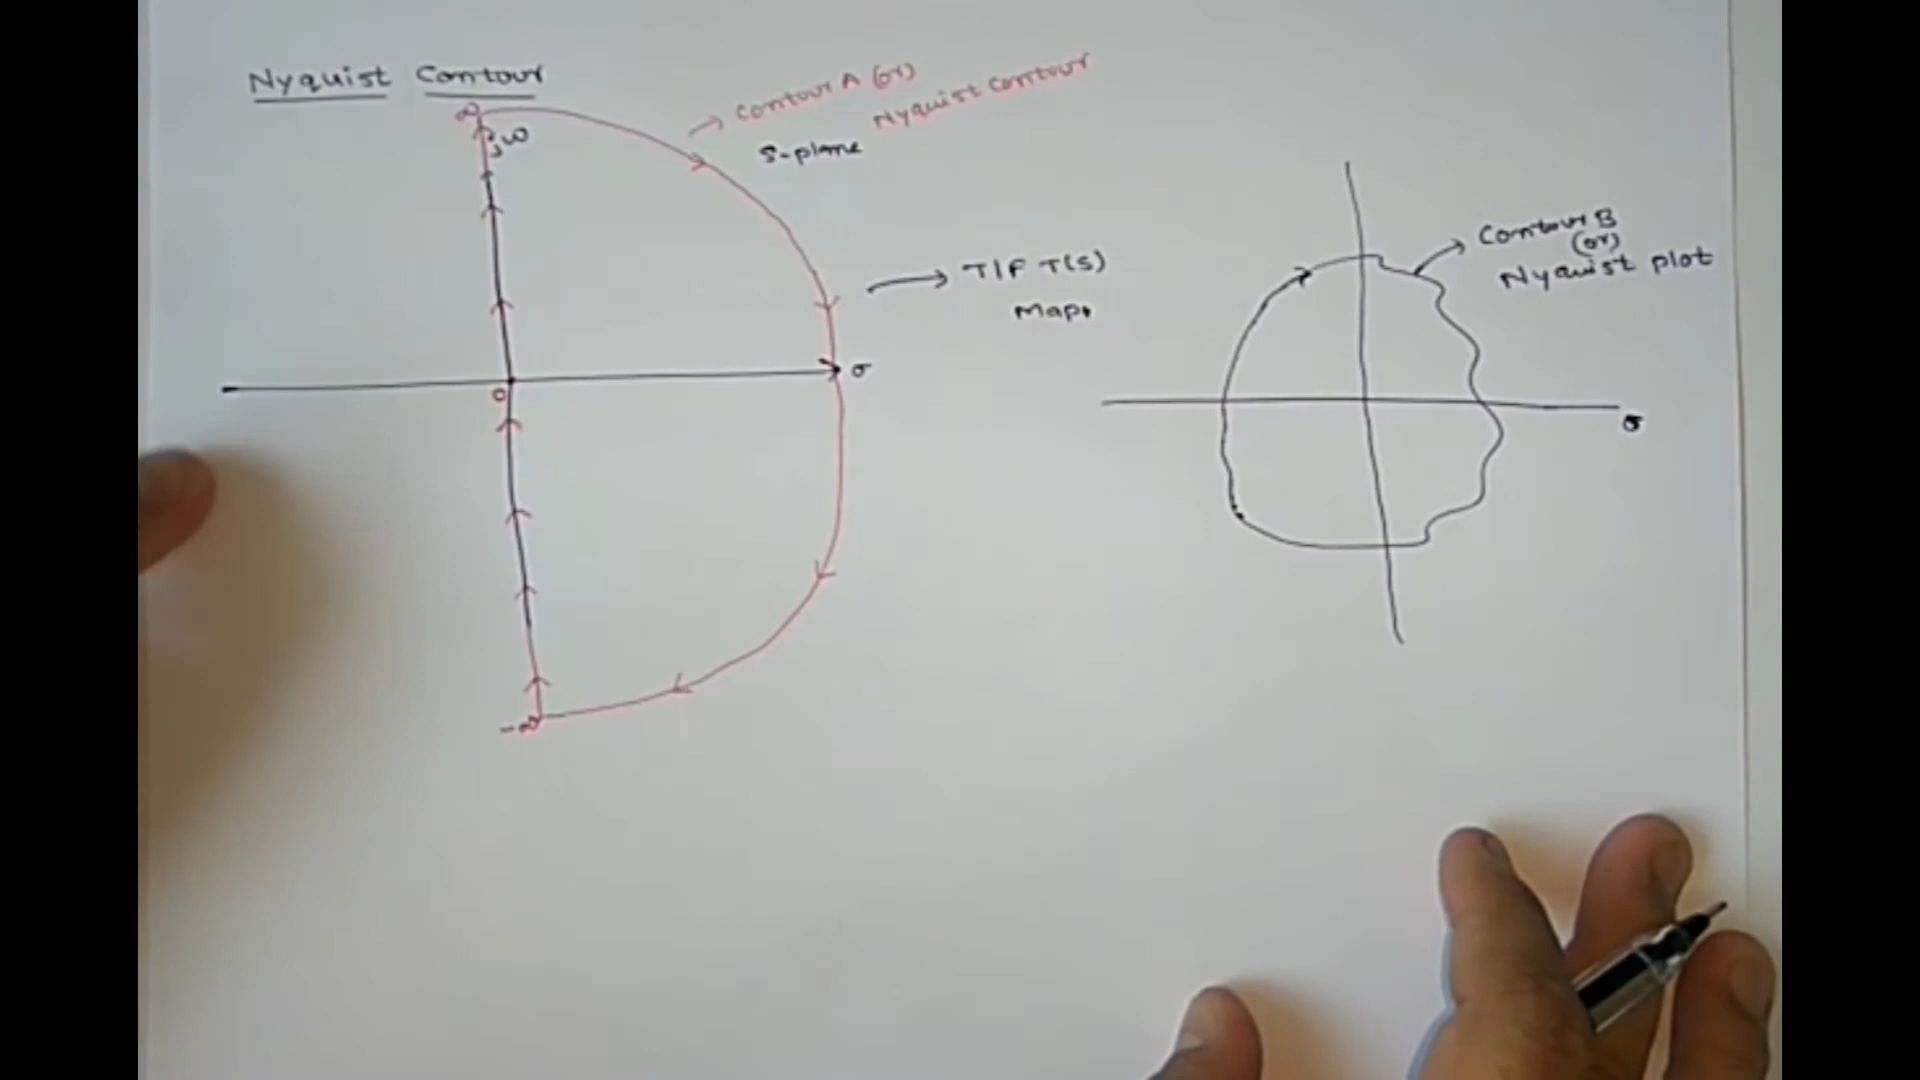 Nyquist Contour
∞
jω
→ Contour A (or)
Nyquist Contour
S-plane
→ T/F T(s)
Maps
σ
0
-∞
→ Contour B
(or)
Nyquist plot
σ